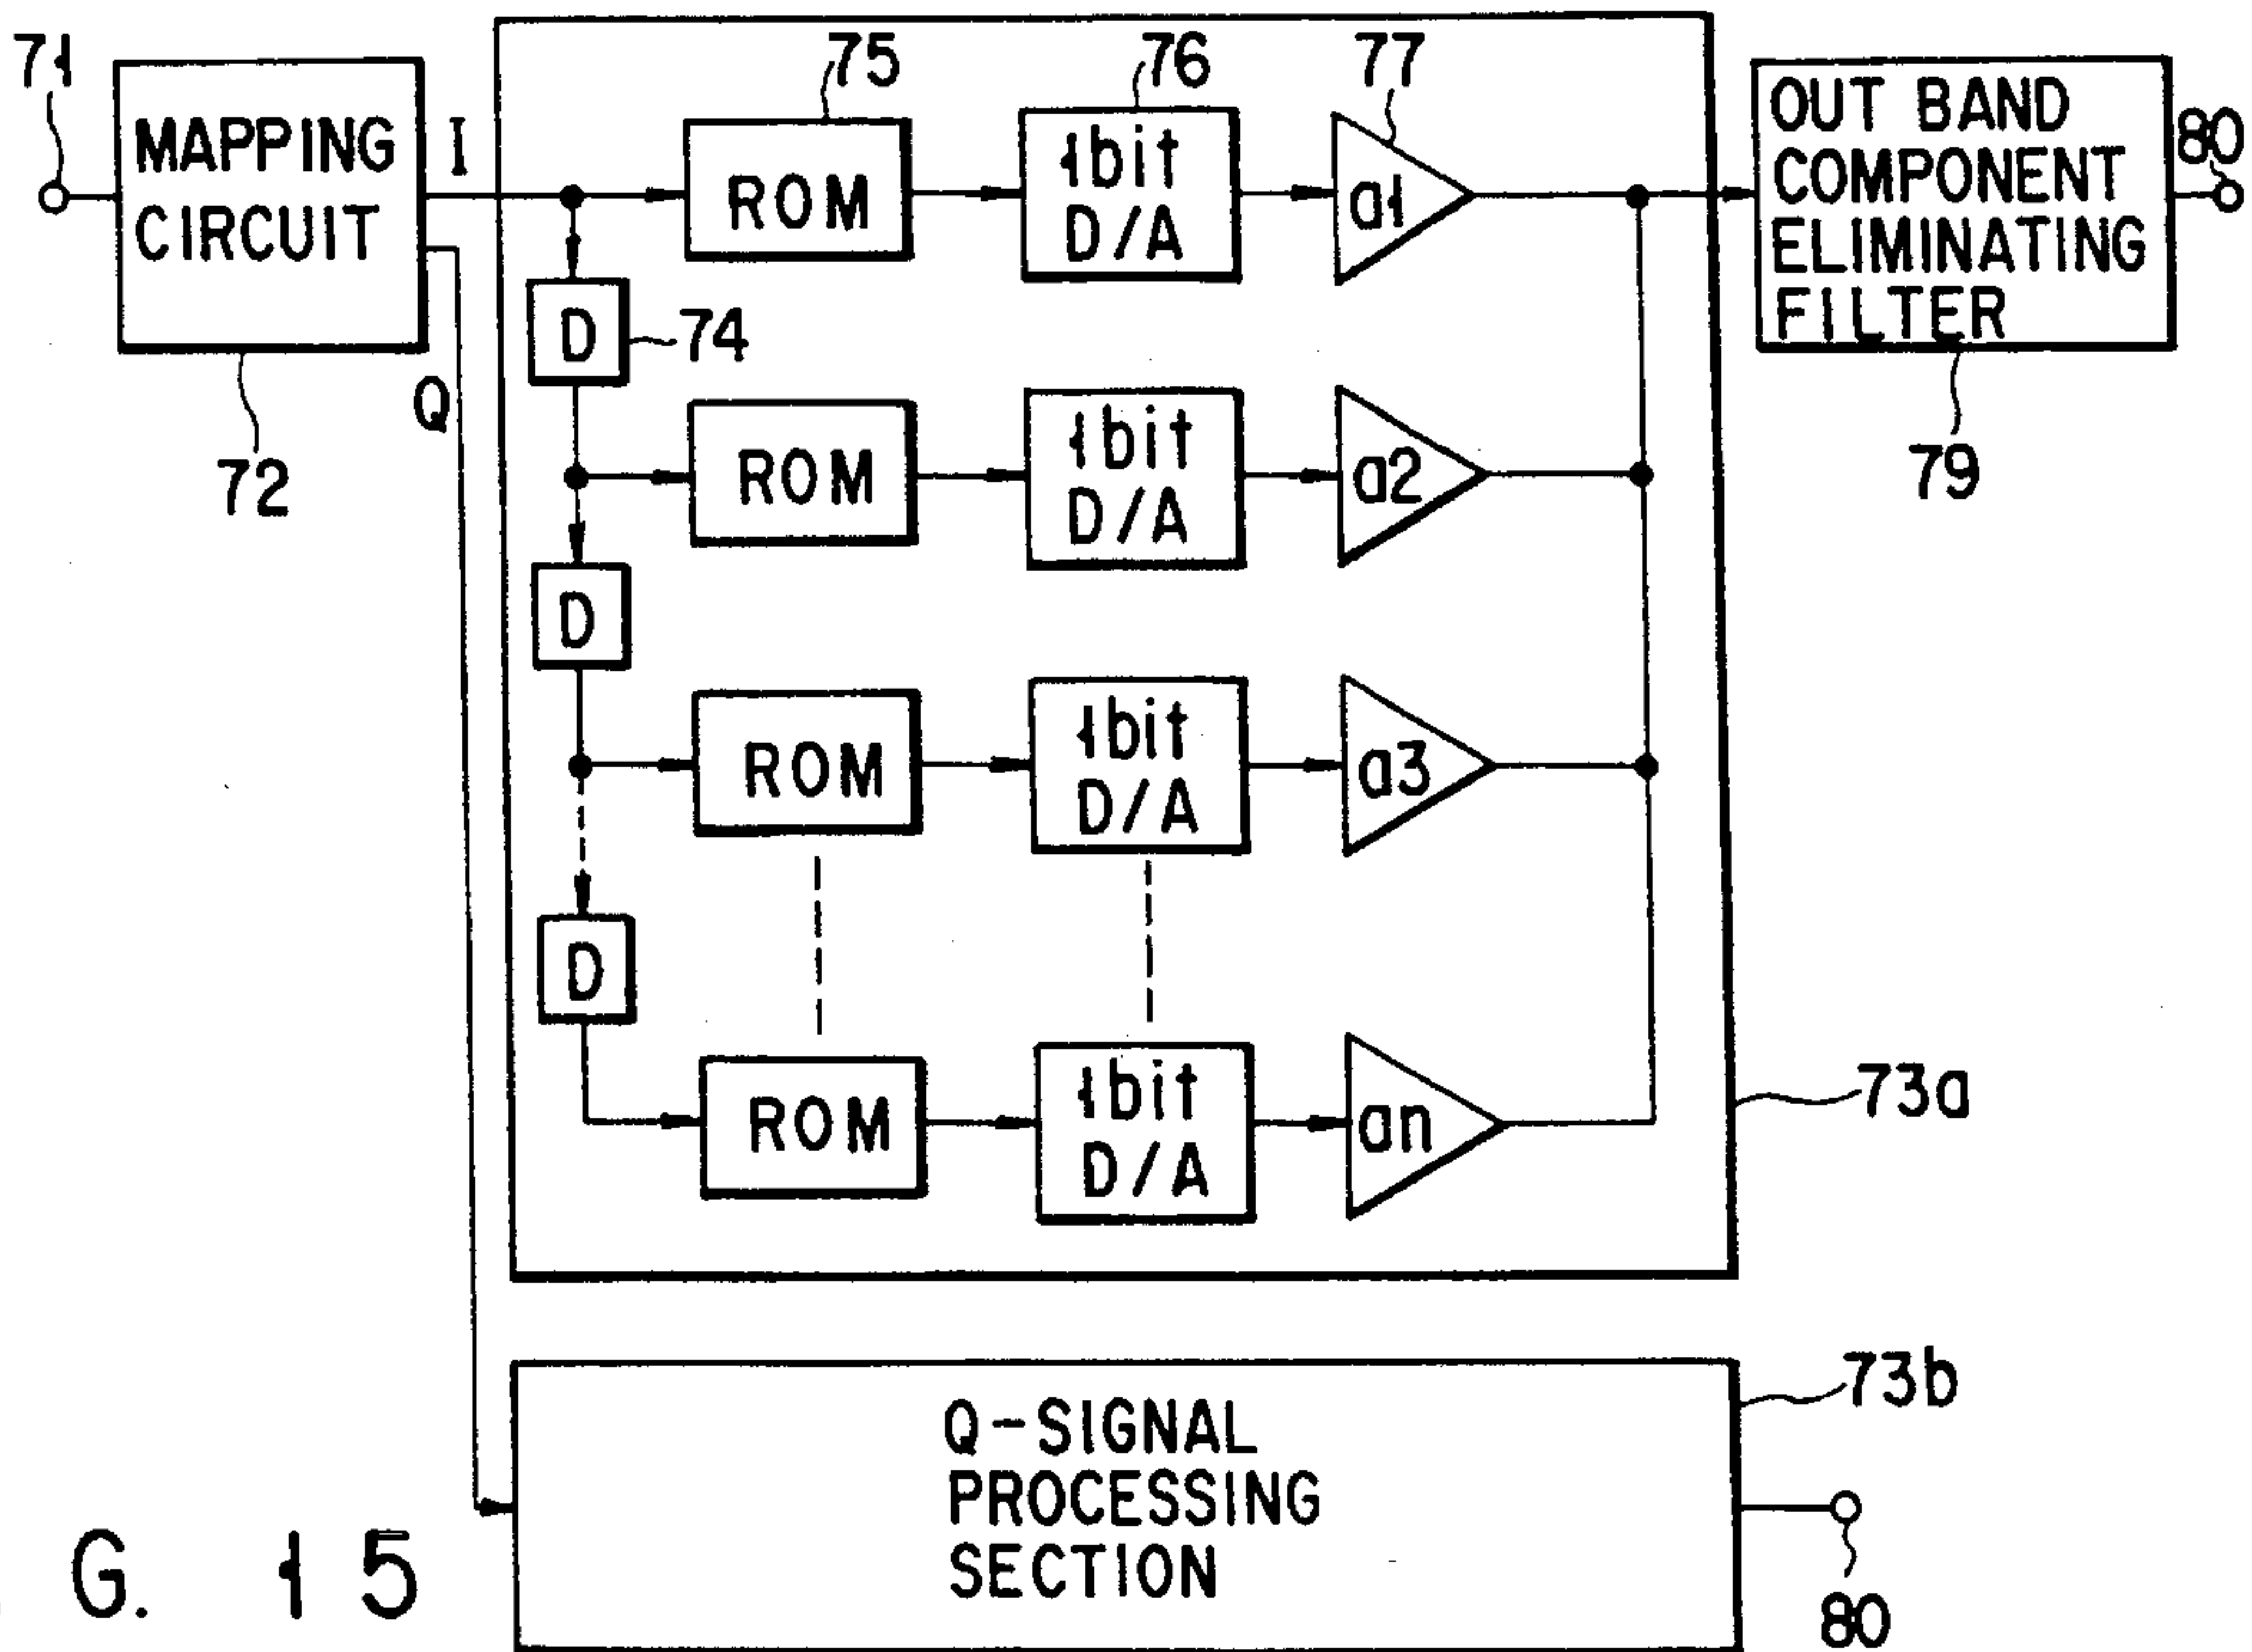 71
MAPPING
CIRCUIT
72
I
Q
75
76
77
ROM
1bit
D/A
a1
OUT BAND
COMPONENT
ELIMINATING
FILTER
79
80
D
74
ROM
1bit
D/A
a2
D
ROM
1bit
D/A
a3
D
ROM
1bit
D/A
an
73a
Q-SIGNAL
PROCESSING
SECTION
73b
80
G. 15